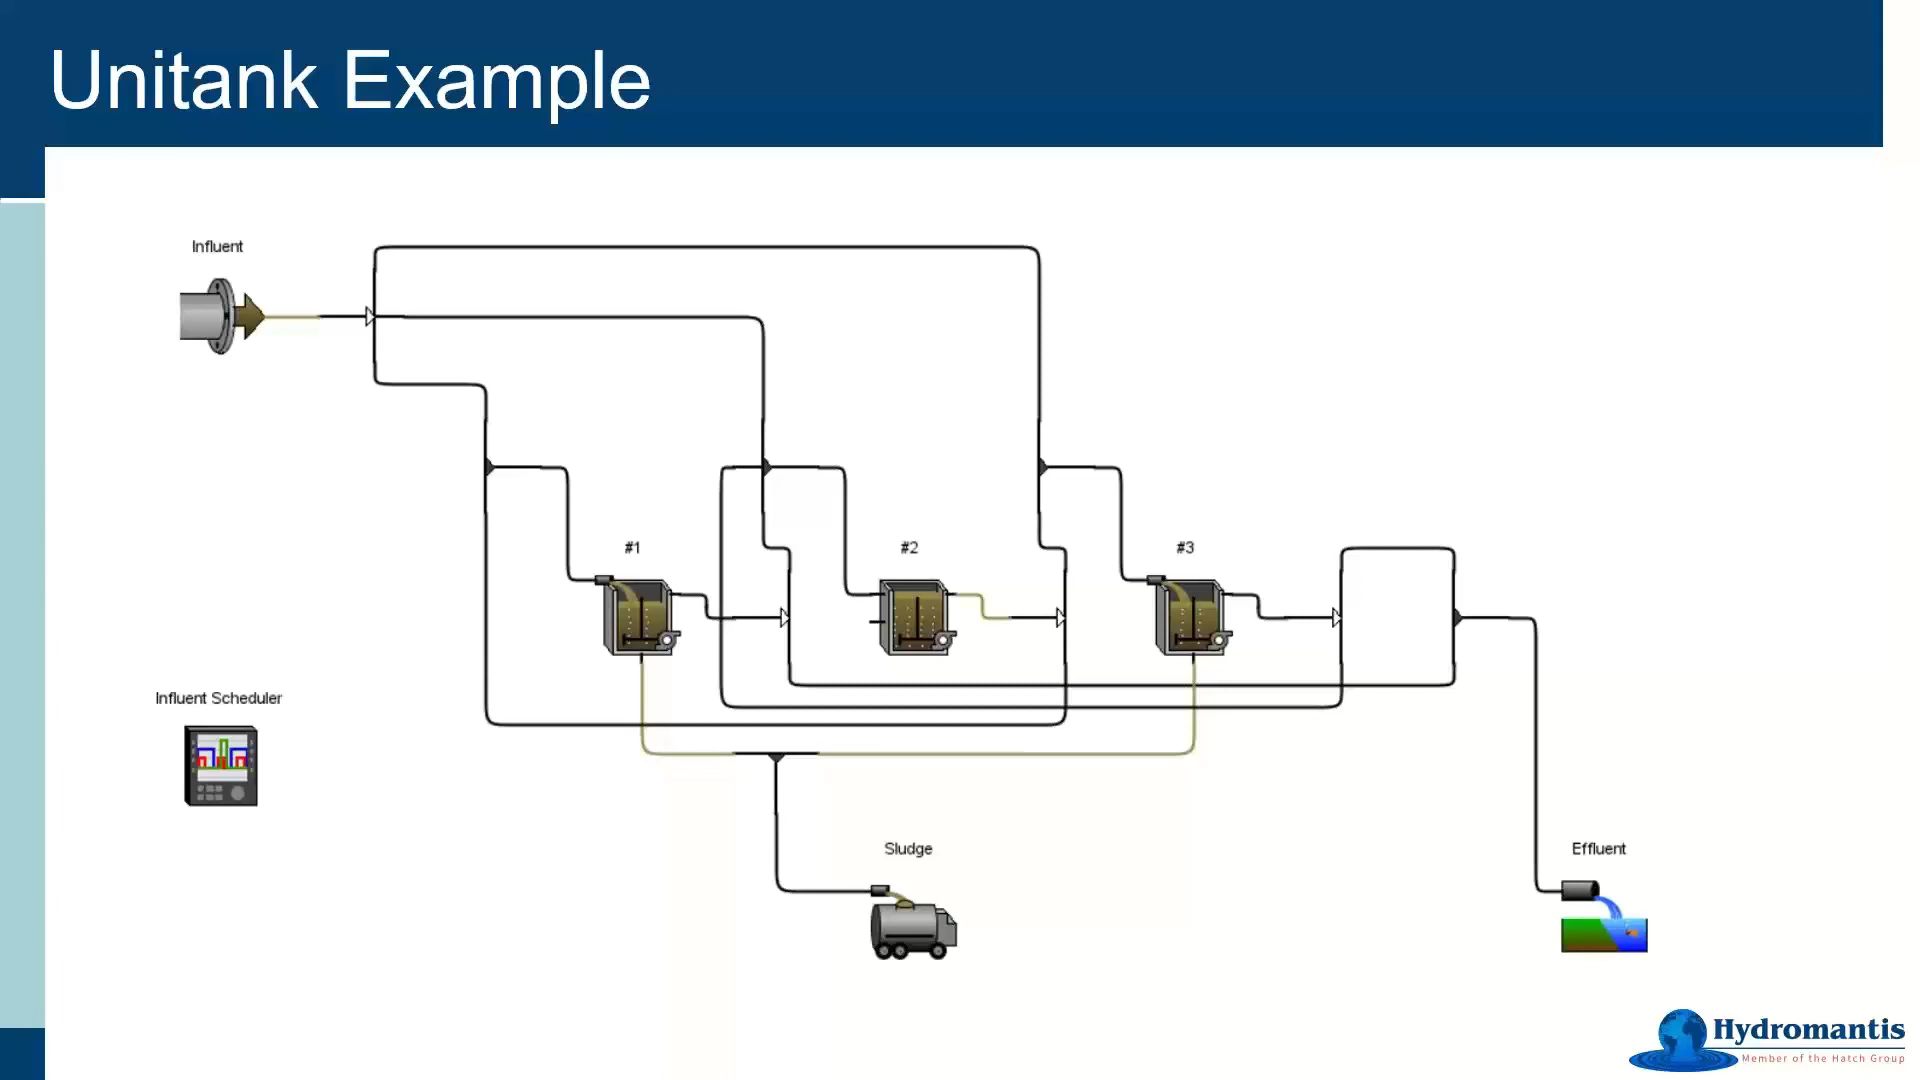 Unitank Example
Influent
#1
#2
#3
Influent Scheduler
Sludge
Effluent
Hydromantis
Member of the Hatch Group